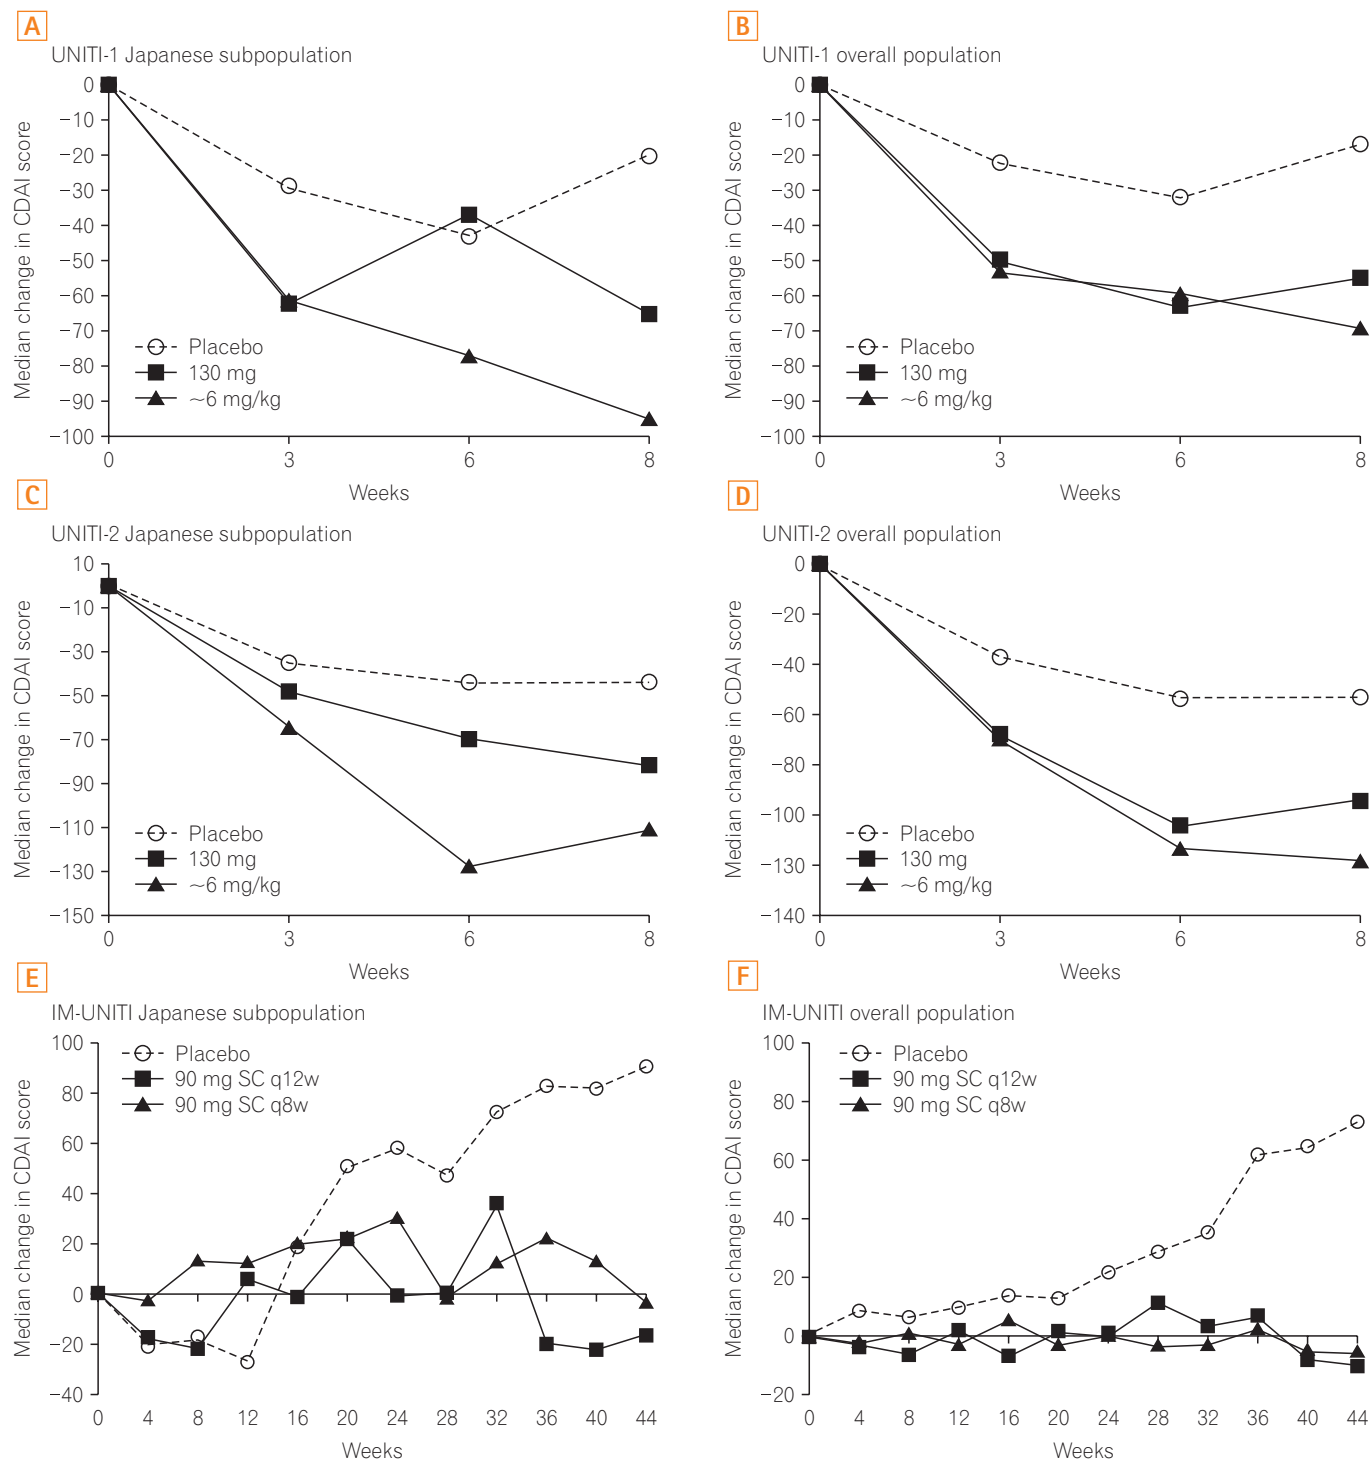 A
UNITI-1 Japanese subpopulation
Median change in CDAI score
0
−10
−20
−30
−40
−50
−60
−70
−80
−90
−100
Placebo
130 mg
~6 mg/kg
0 3 6 8
Weeks
B
UNITI-1 overall population
Median change in CDAI score
0
−10
−20
−30
−40
−50
−60
−70
−80
−90
−100
Placebo
130 mg
~6 mg/kg
0 3 6 8
Weeks
C
UNITI-2 Japanese subpopulation
Median change in CDAI score
10
−10
−30
−50
−70
−90
−110
−130
−150
Placebo
130 mg
~6 mg/kg
0 3 6 8
Weeks
D
UNITI-2 overall population
Median change in CDAI score
0
−20
−40
−60
−80
−100
−130
−140
Placebo
130 mg
~6 mg/kg
0 3 6 8
Weeks
E
IM-UNITI Japanese subpopulation
Median change in CDAI score
100
80
60
40
20
0
−20
−40
Placebo
90 mg SC q12w
90 mg SC q8w
0 4 8 12 16 20 24 28 32 36 40 44
Weeks
F
IM-UNITI overall population
Median change in CDAI score
100
80
60
40
20
0
−20
Placebo
90 mg SC q12w
90 mg SC q8w
0 4 8 12 16 20 24 28 32 36 40 44
Weeks